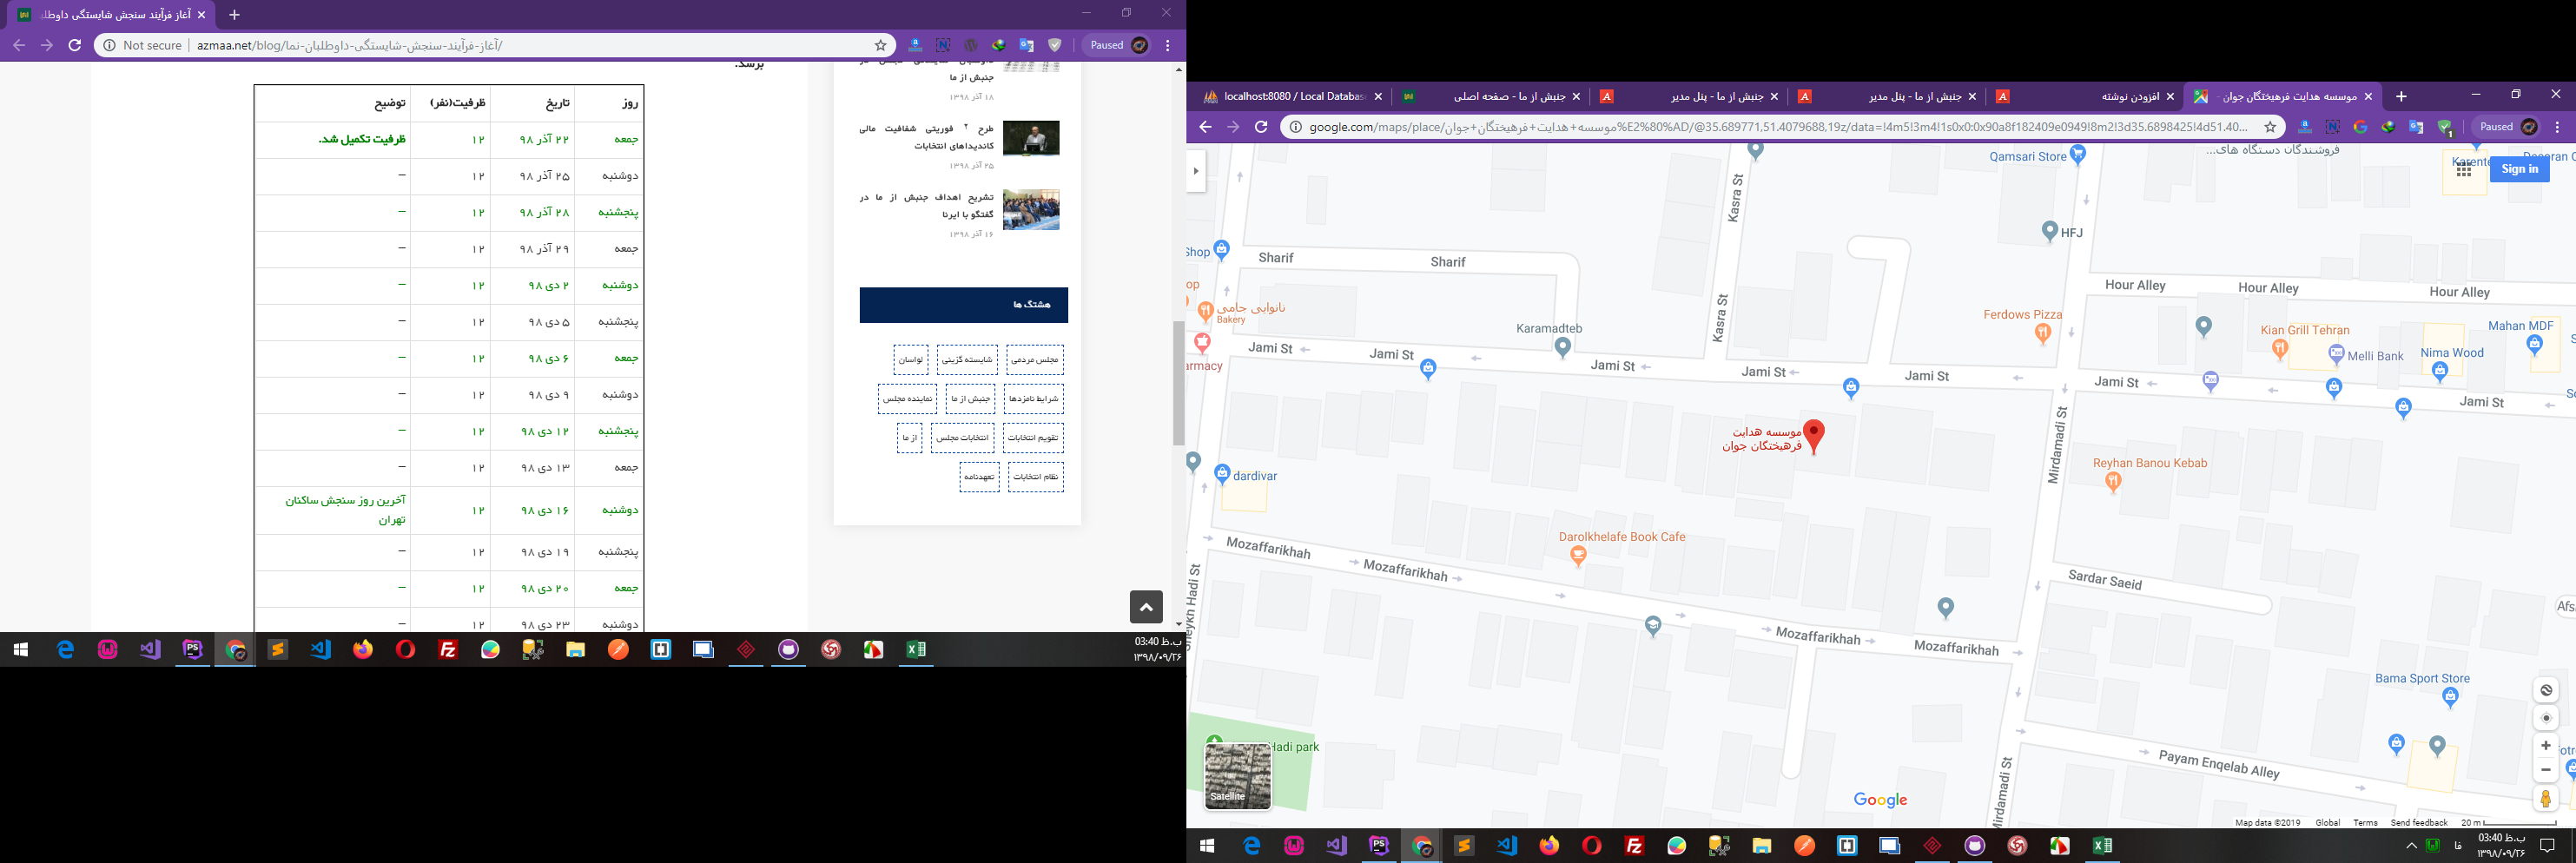 آغاز فرآیند سنجش شایستگی داوطلب
Not secure
azmaa.net/blog/آغاز-فرآیند-سنجش-شایستگی-داوطلبان-نما/
Paused
برسد.
روز تاریخ ظرفیت(نفر) توضیح
جمعه ۲۲ آذر ۹۸ ۱۲ ظرفیت تکمیل شد.
دوشنبه ۲۵ آذر ۹۸ ۱۲ –
پنجشنبه ۲۸ آذر ۹۸ ۱۲ –
جمعه ۲۹ آذر ۹۸ ۱۲ –
دوشنبه ۲ دی ۹۸ ۱۲ –
پنجشنبه ۵ دی ۹۸ ۱۲ –
جمعه ۶ دی ۹۸ ۱۲ –
دوشنبه ۹ دی ۹۸ ۱۲ –
پنجشنبه ۱۲ دی ۹۸ ۱۲ –
جمعه ۱۳ دی ۹۸ ۱۲ –
دوشنبه ۱۶ دی ۹۸ ۱۲ آخرین روز سنجش ساکنان تهران
پنجشنبه ۱۹ دی ۹۸ ۱۲ –
جمعه ۲۰ دی ۹۸ ۱۲ –
دوشنبه ۲۳ دی ۹۸ ۱۲ –
جنبش از ما
۱۸ آذر ۱۳۹۸
طرح ۲ فوریتی شفافیت مالی
کاندیداهای انتخابات
۲۵ آذر ۱۳۹۸
تشریح اهداف جنبش از ما در
گفتگو با ایرنا
۱۶ آذر ۱۳۹۸
هشتگ ها
مجلس مردمی شایسته گزینی لواسان
شرایط نامزدها جنبش از ما نماینده مجلس
تقویم انتخابات انتخابات مجلس از ما
نظام انتخابات تعهدنامه
03:40 ب.ظ
۱۳۹۸/۰۹/۲۶
localhost:8080 / Local Databas
جنبش از ما - صفحه اصلی
جنبش از ما - پنل مدیر
جنبش از ما - پنل مدیر
افزودن نوشته
موسسه هدایت فرهیختگان جوان -
google.com/maps/place/موسسه+هدایت+فرهیختگان+جوان%E2%80%AD/@35.689771,51.4079688,19z/data=!4m5!3m4!1s0x0:0x90a8f182409e0949!8m2!3d35.6898425!4d51.40...
Paused
Qamsari Store
فروشندگان دستگاه های...
Sign in
Kasra St
HFJ
Shop
Sharif
Sharif
Hour Alley
Hour Alley
Hour Alley
نانوایی جامی
Bakery
Kasra St
Karamadteb
Ferdows Pizza
Kian Grill Tehran
Mahan MDF
Melli Bank
Nima Wood
Jami St
Jami St
Jami St
Jami St
Jami St
Jami St
Jami St
موسسه هدایت
فرهیختگان جوان
Mirdamadi St
Reyhan Banou Kebab
dardivar
Darolkhelafe Book Cafe
Mozaffarikhah
Mozaffarikhah
Sardar Saeid
Sheykh Hadi St
Mozaffarikhah
Mozaffarikhah
Bama Sport Store
Hadi park
Payam Enqelab Alley
Mirdamadi St
Satellite
Google
Map data ©2019
Global
Terms
Send feedback
20 m
فا
03:40 ب.ظ
۱۳۹۸/۰۹/۲۶